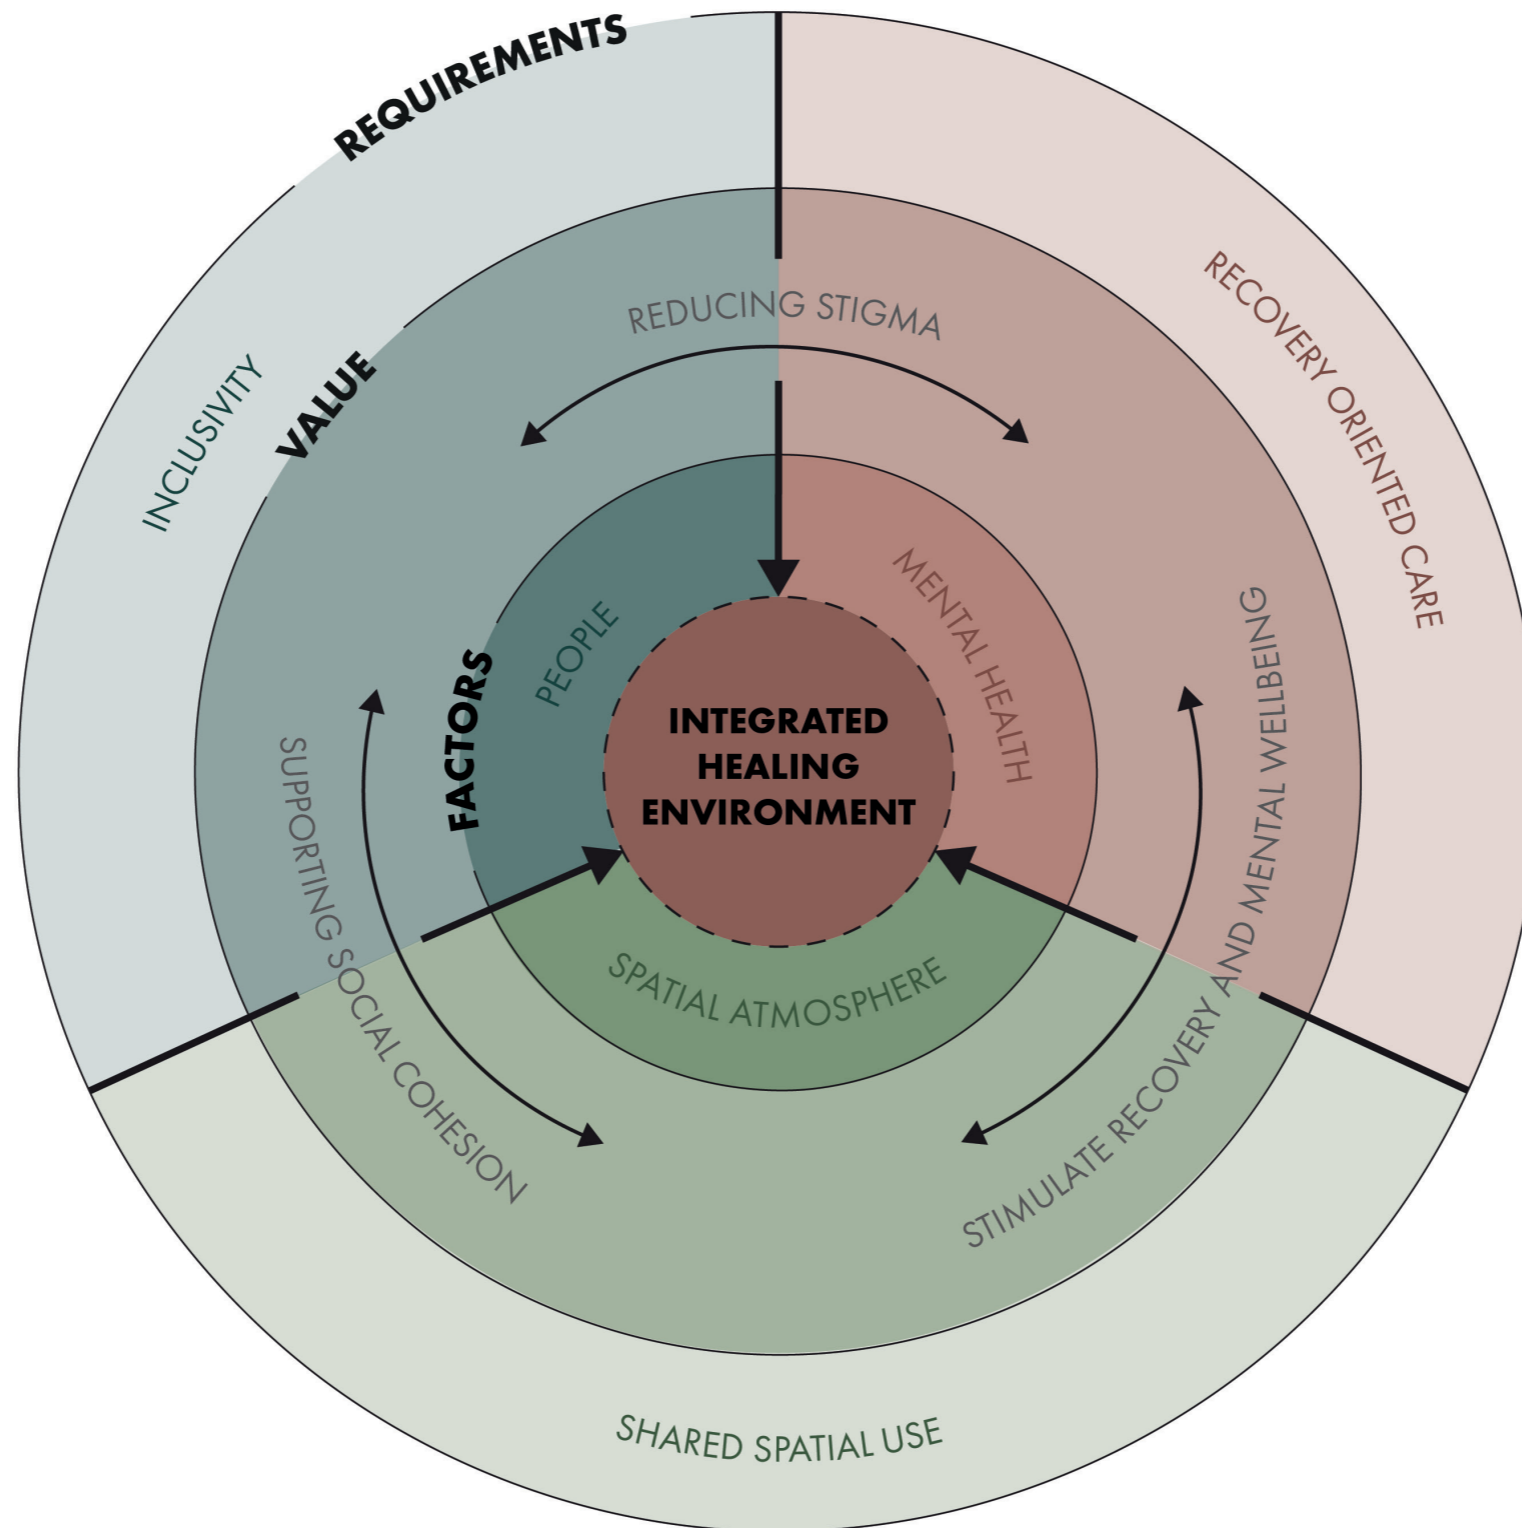 REQUIREMENTS
RECOVERY ORIENTED CARE
REDUCING STIGMA
INCLUSIVITY
VALUE
MENTAL HEALTH
PEOPLE
FACTORS
INTEGRATED
HEALING
ENVIRONMENT
STIMULATE RECOVERY AND MENTAL WELLBEING
SUPPORTING SOCIAL COHESION
SPATIAL ATMOSPHERE
SHARED SPATIAL USE